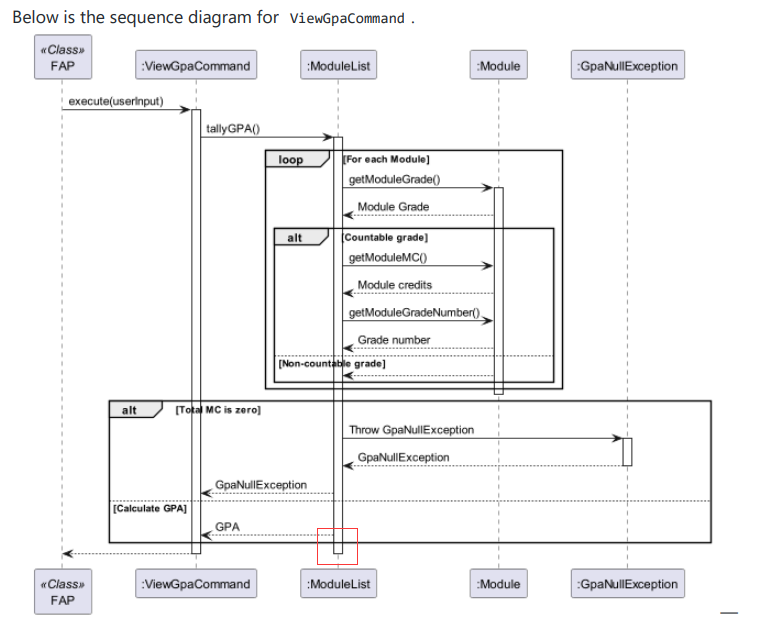 Below is the sequence diagram for ViewGpaCommand .
«Class»
FAP
:ViewGpaCommand
:ModuleList
:Module
:GpaNullException
execute(userInput)
tallyGPA()
loop
[For each Module]
getModuleGrade()
Module Grade
alt
[Countable grade]
getModuleMC()
Module credits
getModuleGradeNumber()
Grade number
[Non-countable grade]
alt
[Total MC is zero]
Throw GpaNullException
GpaNullException
GpaNullException
[Calculate GPA]
GPA
«Class»
FAP
:ViewGpaCommand
:ModuleList
:Module
:GpaNullException